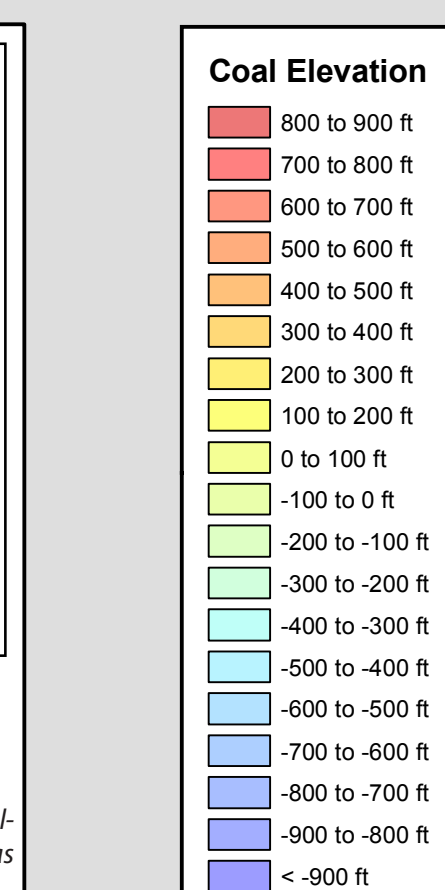 Coal Elevation
800 to 900 ft
700 to 800 ft
600 to 700 ft
500 to 600 ft
400 to 500 ft
300 to 400 ft
200 to 300 ft
100 to 200 ft
0 to 100 ft
-100 to 0 ft
-200 to -100 ft
-300 to -200 ft
-400 to -300 ft
-500 to -400 ft
-600 to -500 ft
-700 to -600 ft
-800 to -700 ft
-900 to -800 ft
< -900 ft
l-